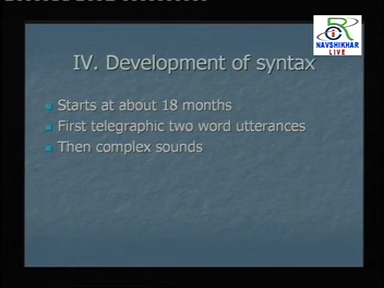 NAVSHIKHAR
LIVE
IV. Development of syntax
Starts at about 18 months
First telegraphic two word utterances
Then complex sounds